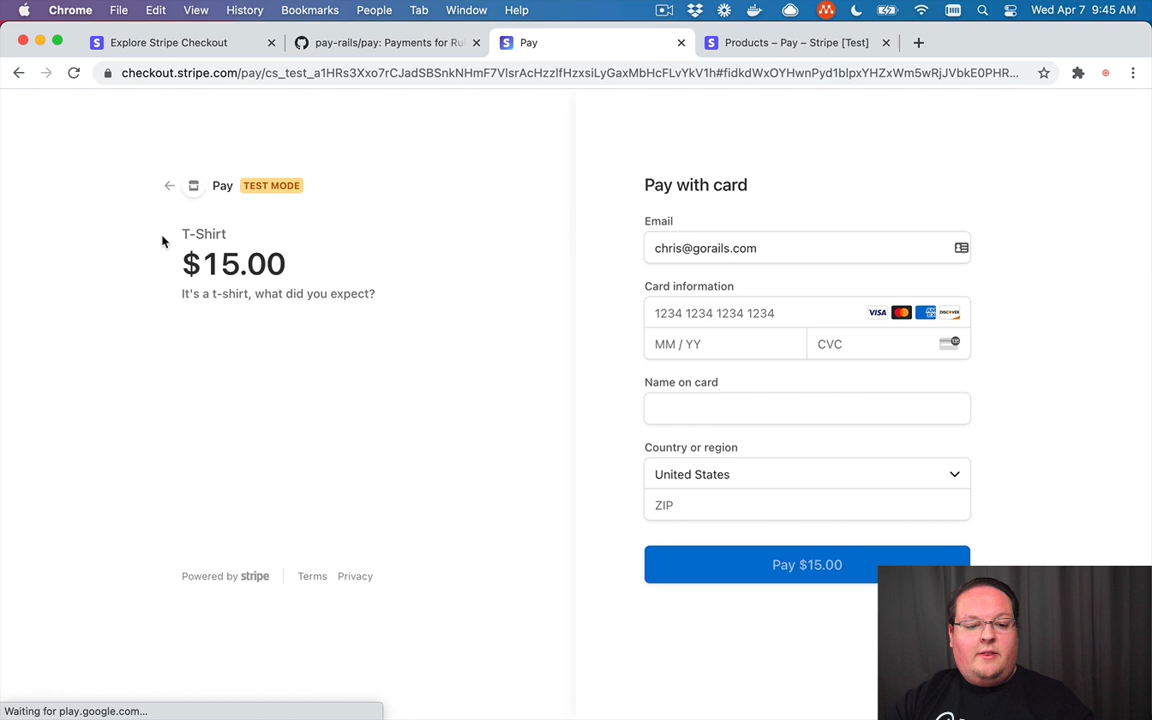 Chrome File Edit View History Bookmarks People Tab Window Help Wed Apr 7 9:45 AM
Explore Stripe Checkout pay-rails/pay: Payments for Ru Pay Products – Pay – Stripe [Test]
checkout.stripe.com/pay/cs_test_a1HRs3Xxo7rCJadSBSnkNHmF7VlsrAcHzzlfHzxsiLyGaxMbHcFLvYkV1h#fidkdWxOYHwnPyd1blpxYHZxWm5wRjJVbkE0PHR...
Pay TEST MODE
T-Shirt
$15.00
It's a t-shirt, what did you expect?
Powered by stripe Terms Privacy
Pay with card
Email
chris@gorails.com
Card information
1234 1234 1234 1234 VISA DISCOVER
MM / YY CVC
Name on card
Country or region
United States
ZIP
Pay $15.00
Waiting for play.google.com...